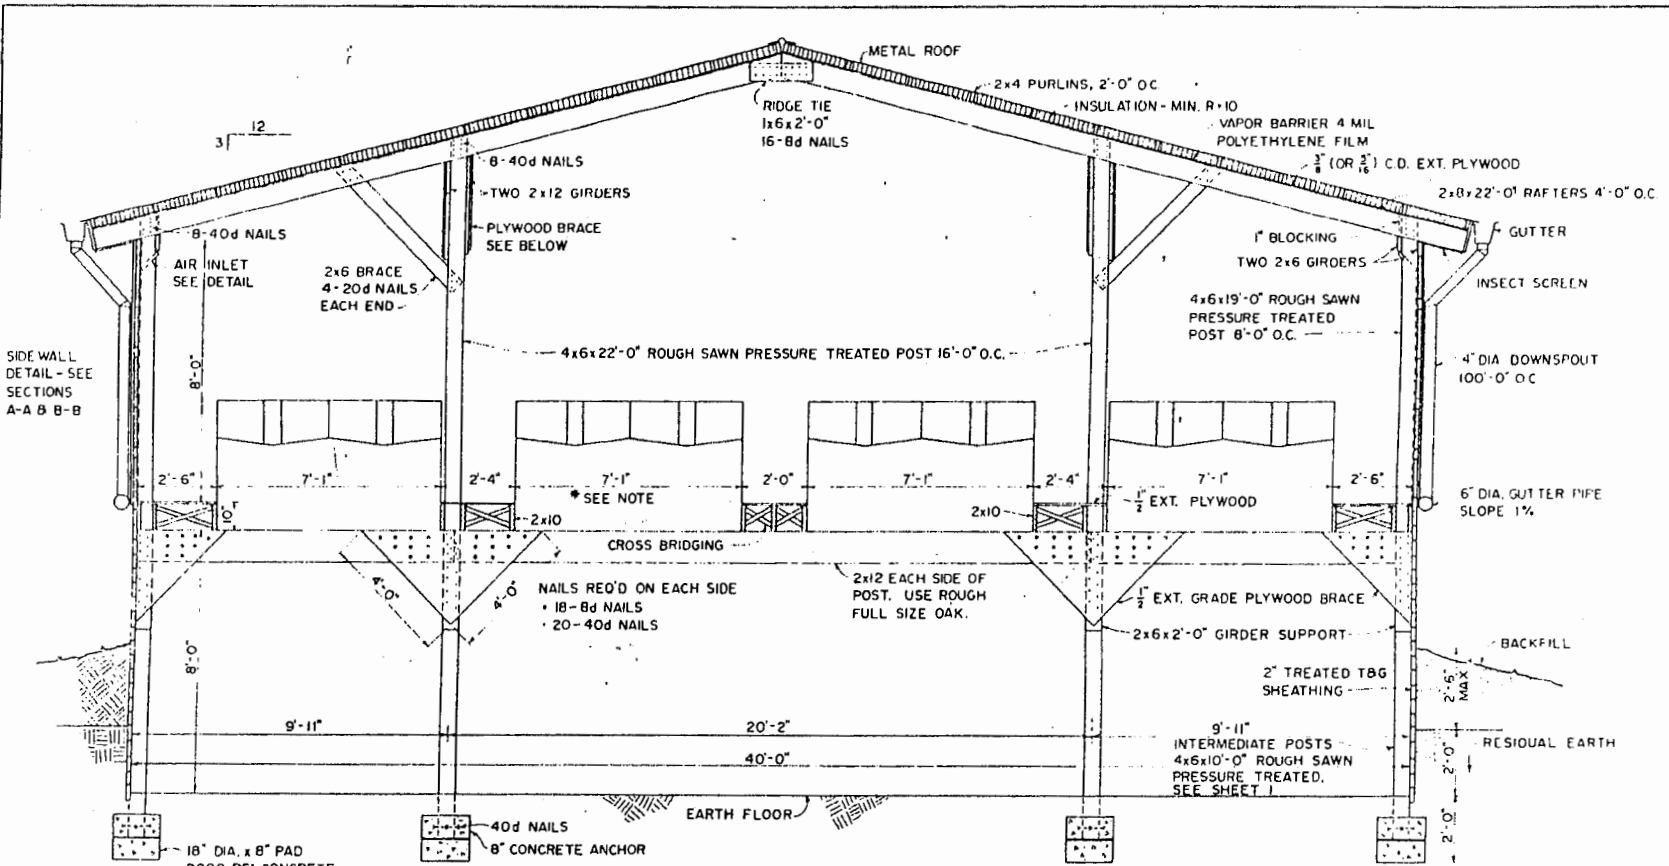 METAL ROOF
2x4 PURLINS, 2'-0" O.C.
INSULATION - MIN. R=10
VAPOR BARRIER 4 MIL
POLYETHYLENE FILM
3/8" (OR 5/16") C.D. EXT. PLYWOOD
2x8x22'-0" RAFTERS 4'-0" O.C.
RIDGE TIE
1x6x2'-0"
16-8d NAILS
12
3
8-40d NAILS
TWO 2x12 GIRDERS
PLYWOOD BRACE
SEE BELOW
8-40d NAILS
AIR INLET
SEE DETAIL
2x6 BRACE
4-20d NAILS
EACH END
GUTTER
1" BLOCKING
TWO 2x6 GIRDERS
INSECT SCREEN
4x6x19'-0" ROUGH SAWN
PRESSURE TREATED
POST 8'-0" O.C.
4x6x22'-0" ROUGH SAWN PRESSURE TREATED POST 16'-0" O.C.
SIDE WALL
DETAIL - SEE
SECTIONS
A-A & B-B
8'-0"
4" DIA. DOWNSPOUT
100'-0" O C
2'-6" 7'-1" 2'-4" 7'-1" 2'-0" 7'-1" 2'-4" 7'-1" 2'-6"
* SEE NOTE
1/2" EXT. PLYWOOD
6" DIA. GUTTER PIPE
SLOPE 1%
10"
2x10
2x10
CROSS BRIDGING
4'-0"
4'-0"
NAILS REQ'D ON EACH SIDE
• 18-8d NAILS
• 20-40d NAILS
2x12 EACH SIDE OF
POST. USE ROUGH
FULL SIZE OAK.
1/2" EXT. GRADE PLYWOOD BRACE
2x6x2'-0" GIRDER SUPPORT
BACKFILL
8'-0"
2" TREATED T&G
SHEATHING
2'-6"
MAX
9'-11" 20'-2" 9'-11"
INTERMEDIATE POSTS
4x6x10'-0" ROUGH SAWN
PRESSURE TREATED.
SEE SHEET 1
RESIDUAL EARTH
2'-0"
40'-0"
EARTH FLOOR
2'-0"
40d NAILS
8" CONCRETE ANCHOR
18" DIA. x 8" PAD